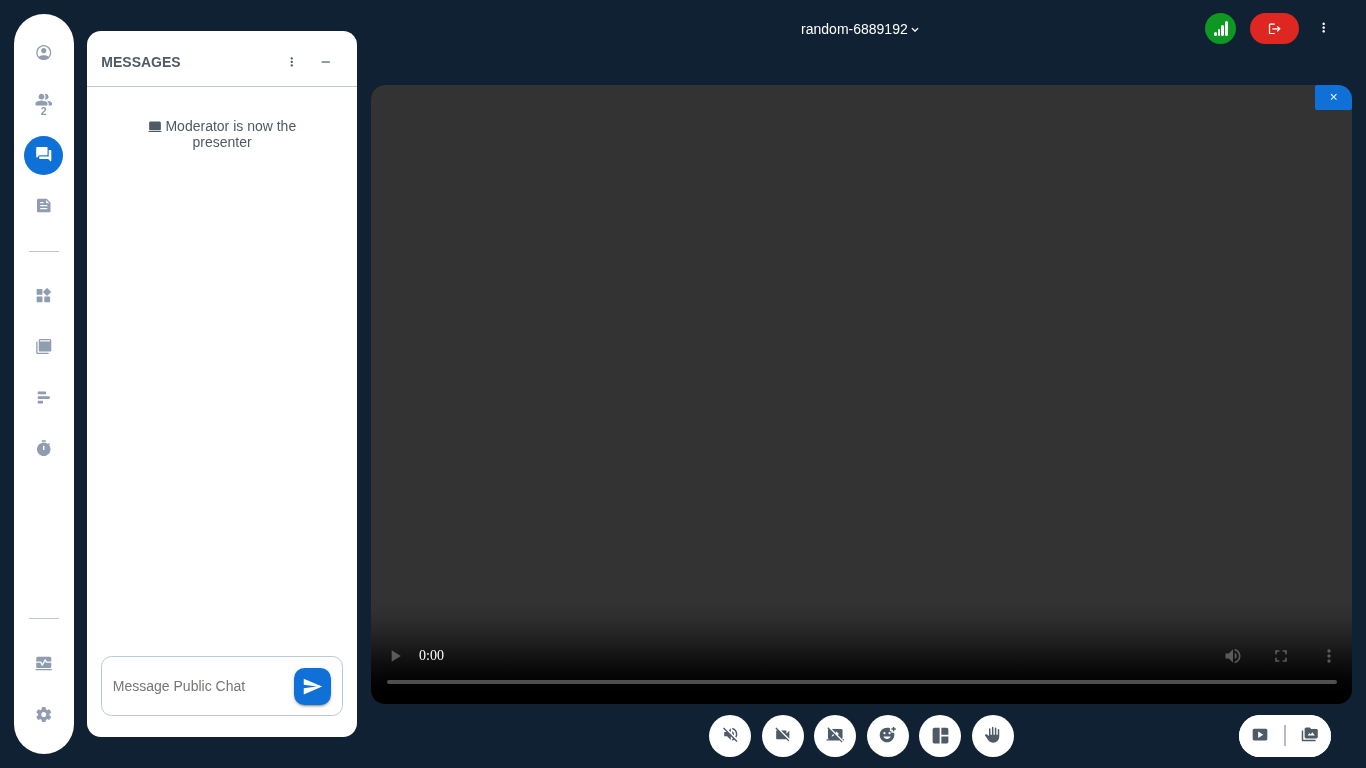 random-6889192
MESSAGES
2
Moderator is now the
presenter
0:00
Message Public Chat